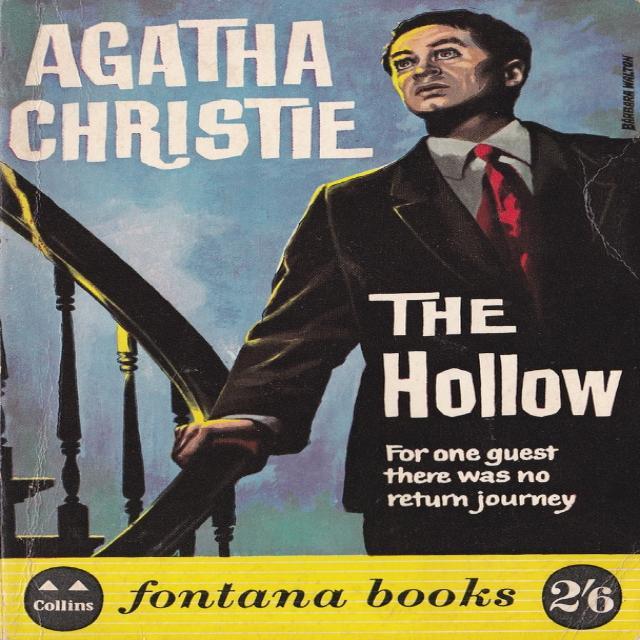 AGATHA
CHRISTIE
BARBARA WALTON
THE
Hollow
For one guest
there was no
return journey
Collins
fontana books
2/6